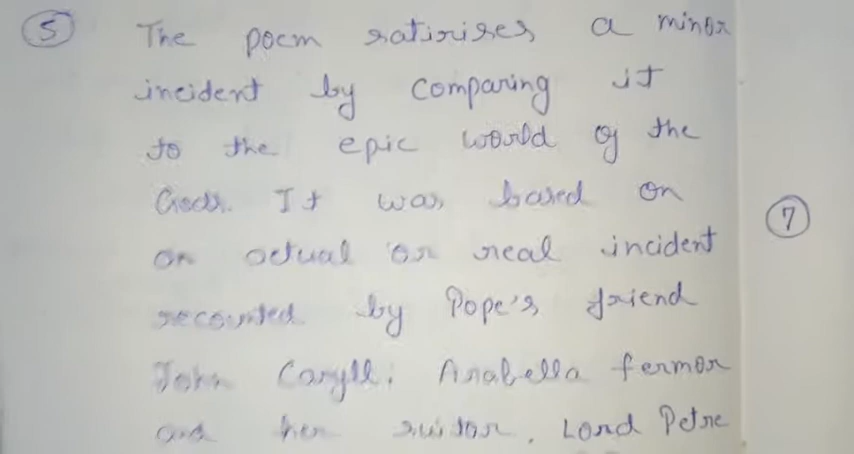 5 The poem satirises a minor
incident by comparing it
to the epic world of the
Gods. It was based on
an actual or real incident
recounted by Pope's friend
7
John Caryll. Arabella fermor
and her suitor, Lord Petre